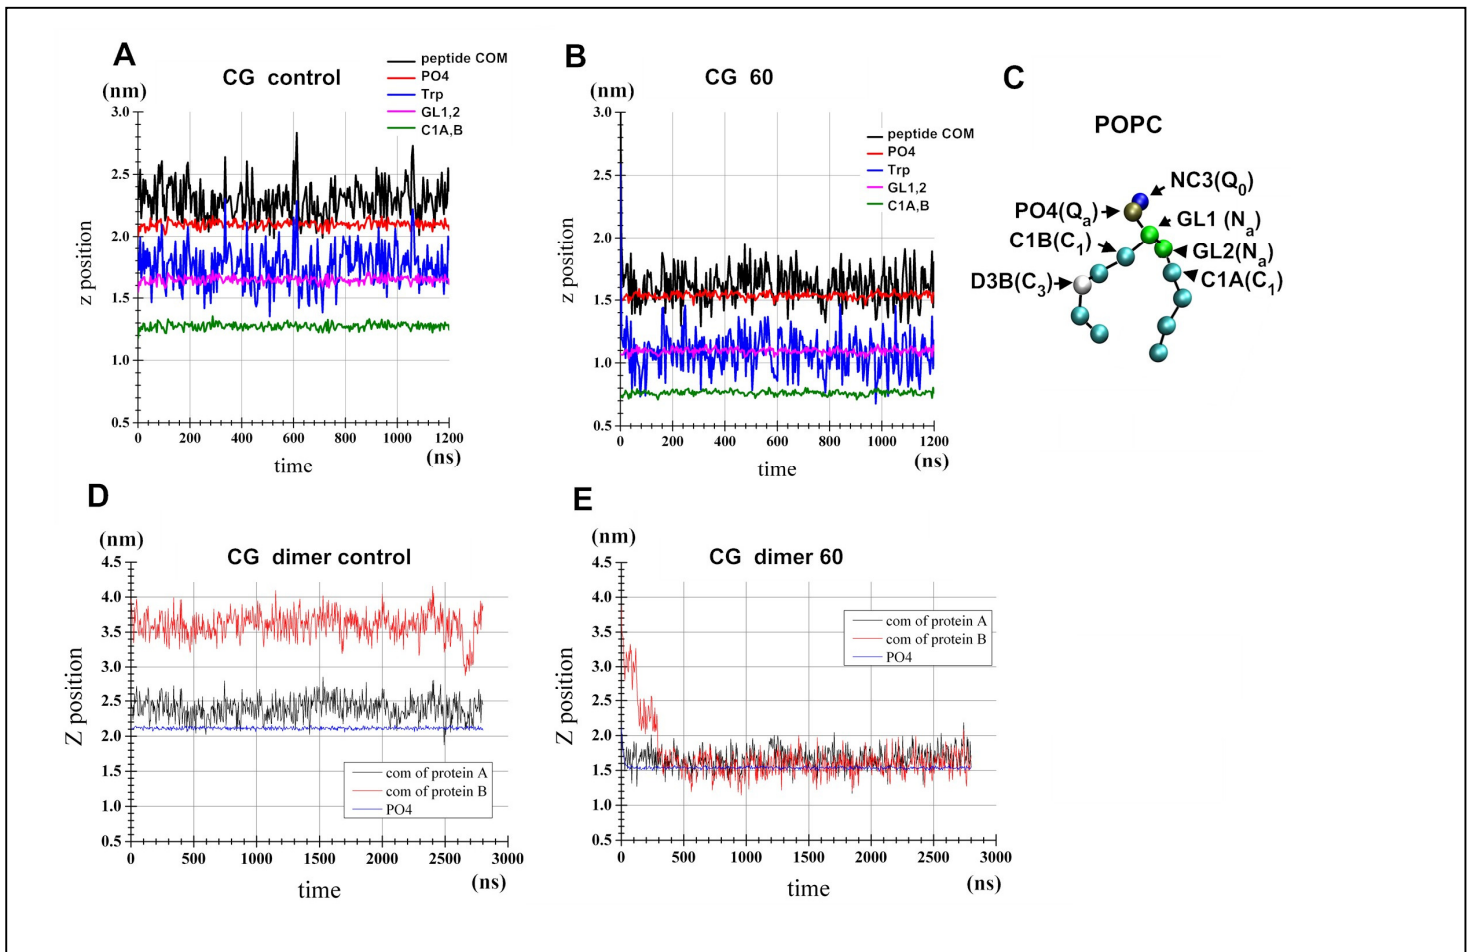 A
CG control
(nm)
peptide COM
PO4
Trp
GL1,2
C1A,B
z position
3.0
2.5
2.0
1.5
1.0
0.5
0 200 400 600 800 1000 1200
time
(ns)
B
CG 60
(nm)
peptide COM
PO4
Trp
GL1,2
C1A,B
z position
3.0
2.5
2.0
1.5
1.0
0.5
0 200 400 600 800 1000 1200
time
(ns)
C
POPC
NC3(Q0)
PO4(Qa)
GL1 (Na)
C1B(C1)
GL2(Na)
D3B(C3)
C1A(C1)
D
(nm)
CG dimer control
Z position
4.5
4.0
3.5
3.0
2.5
2.0
1.5
1.0
0.5
com of protein A
com of protein B
PO4
0 500 1000 1500 2000 2500 3000
time
(ns)
E
(nm)
CG dimer 60
Z position
4.5
4.0
3.5
3.0
2.5
2.0
1.5
1.0
0.5
com of protein A
com of protein B
PO4
0 500 1000 1500 2000 2500 3000
time
(ns)